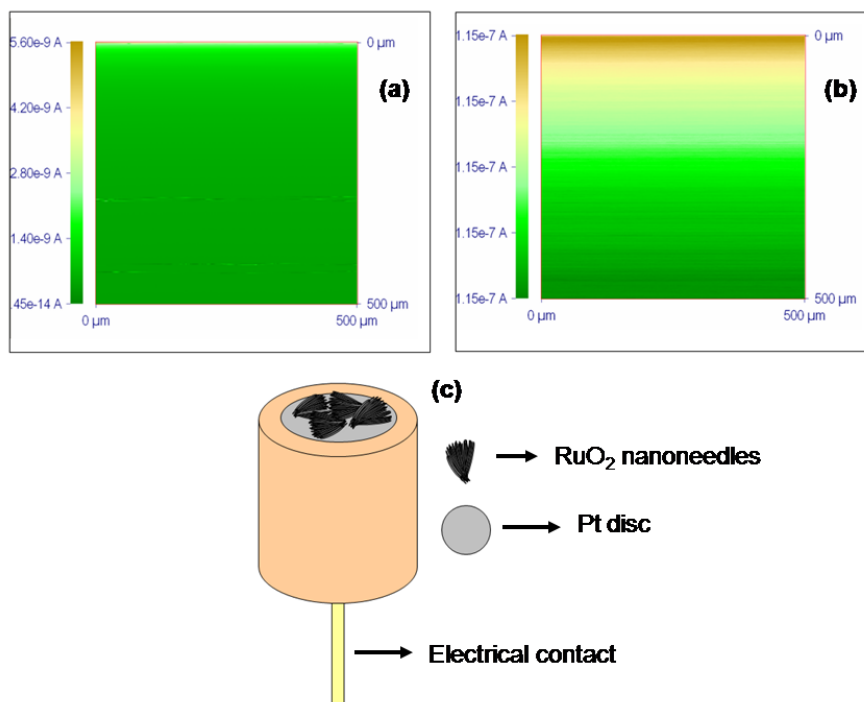 5.60e-9 A
0 µm
4.20e-9 A
(a)
2.80e-9 A
1.40e-9 A
.45e-14 A
500 µm
0 µm
500 µm
1.15e-7 A
0 µm
1.15e-7 A
(b)
1.15e-7 A
1.15e-7 A
1.15e-7 A
500 µm
0 µm
500 µm
(c)
RuO₂ nanoneedles
Pt disc
Electrical contact